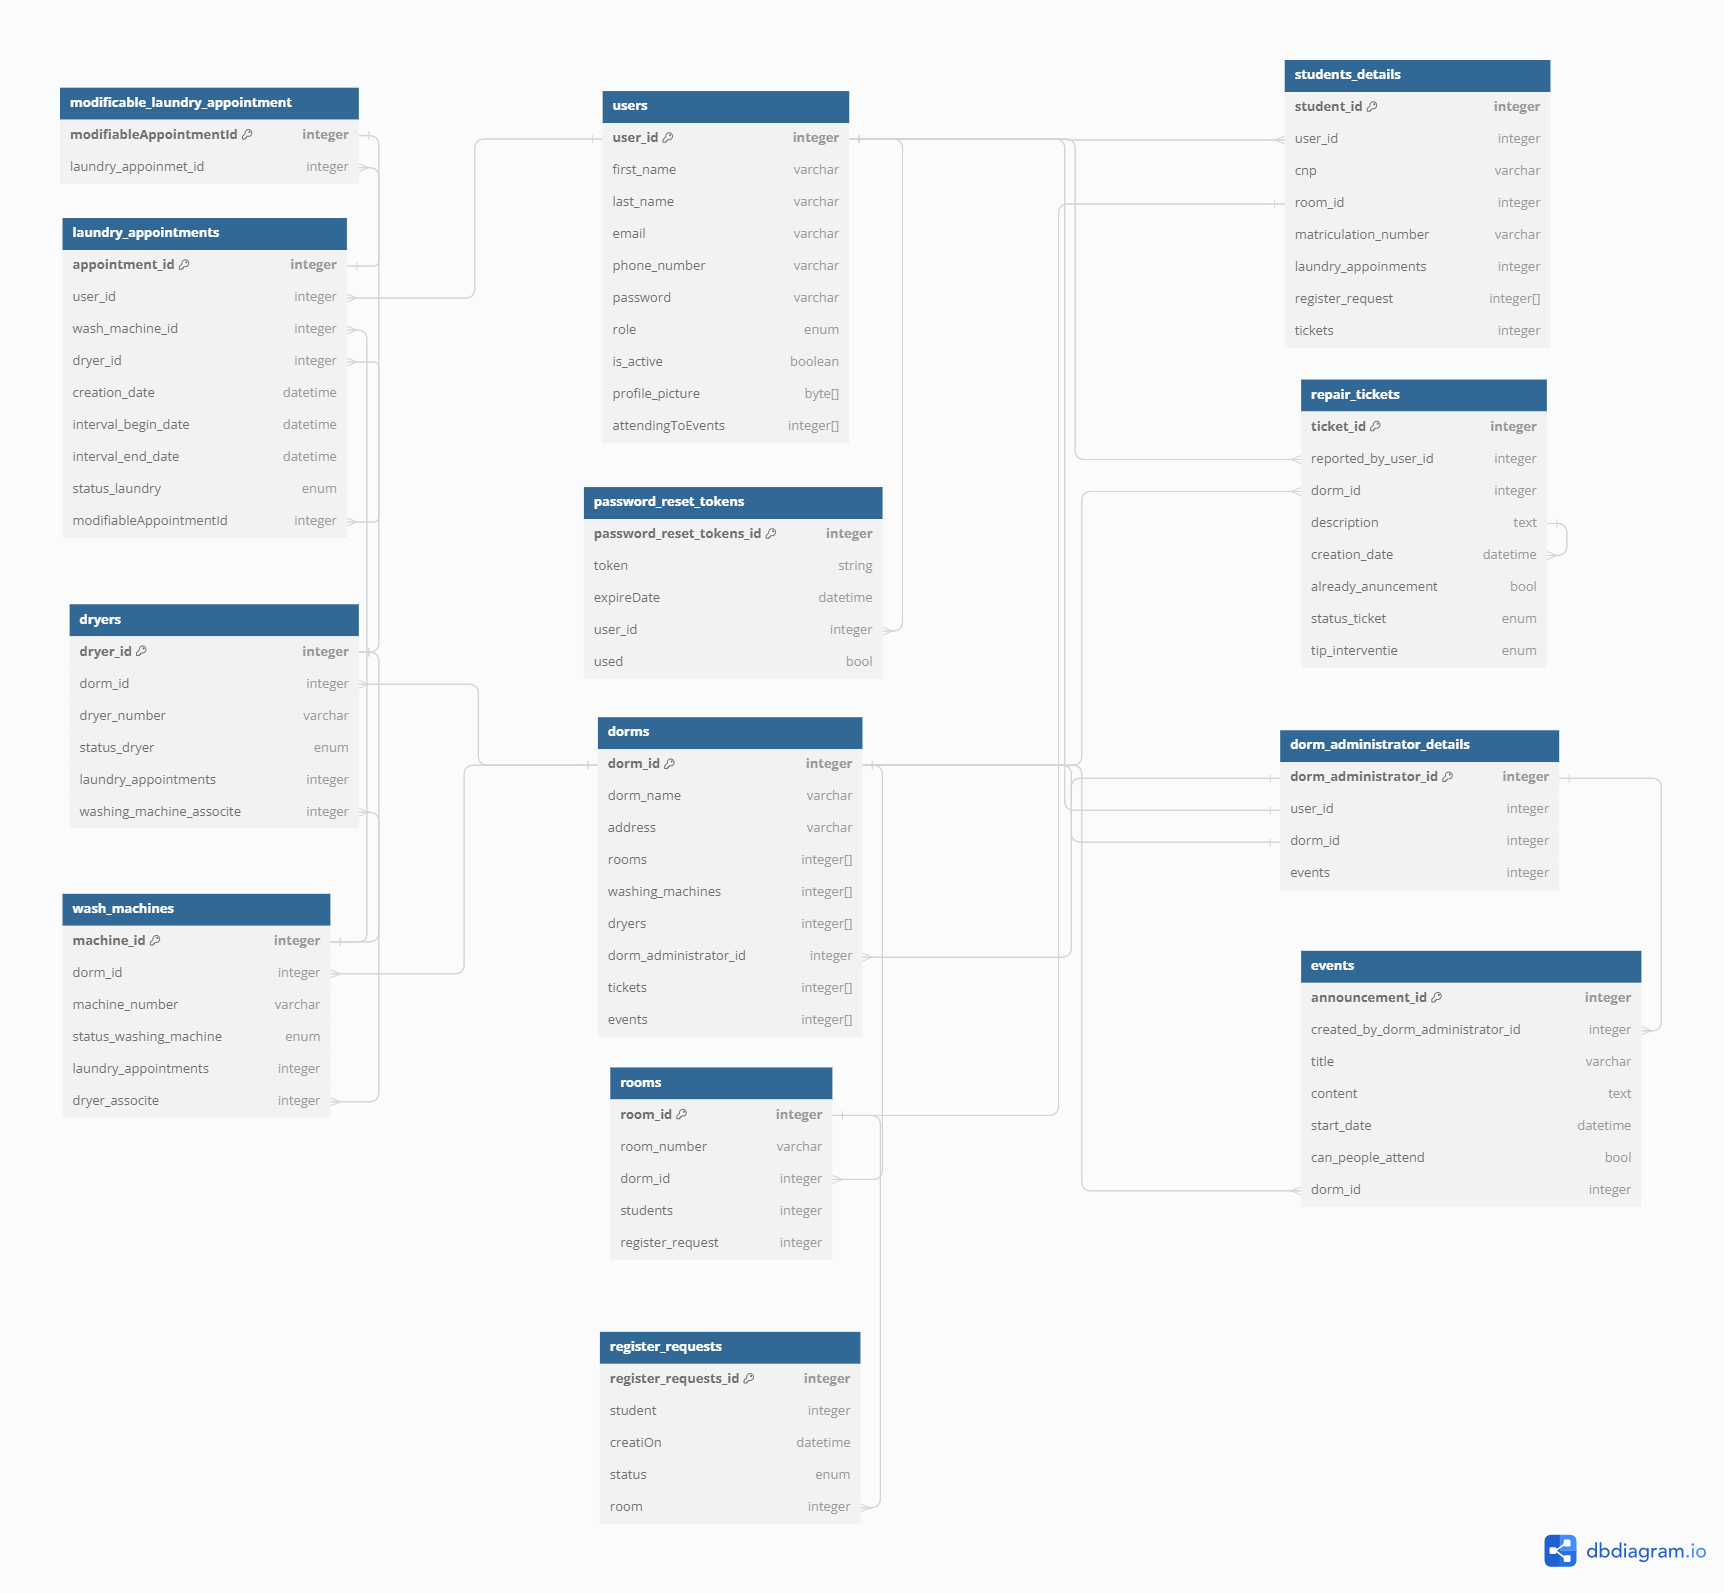 modificable_laundry_appointment
modifiableAppointmentId integer
laundry_appoinmet_id integer
laundry_appointments
appointment_id integer
user_id integer
wash_machine_id integer
dryer_id integer
creation_date datetime
interval_begin_date datetime
interval_end_date datetime
status_laundry enum
modifiableAppointmentId integer
dryers
dryer_id integer
dorm_id integer
dryer_number varchar
status_dryer enum
laundry_appointments integer
washing_machine_associte integer
wash_machines
machine_id integer
dorm_id integer
machine_number varchar
status_washing_machine enum
laundry_appointments integer
dryer_associte integer
users
user_id integer
first_name varchar
last_name varchar
email varchar
phone_number varchar
password varchar
role enum
is_active boolean
profile_picture byte[]
attendingToEvents integer[]
password_reset_tokens
password_reset_tokens_id integer
token string
expireDate datetime
user_id integer
used bool
dorms
dorm_id integer
dorm_name varchar
address varchar
rooms integer[]
washing_machines integer[]
dryers integer[]
dorm_administrator_id integer
tickets integer[]
events integer[]
rooms
room_id integer
room_number varchar
dorm_id integer
students integer
register_request integer
register_requests
register_requests_id integer
student integer
creatiOn datetime
status enum
room integer
students_details
student_id integer
user_id integer
cnp varchar
room_id integer
matriculation_number varchar
laundry_appoinments integer
register_request integer[]
tickets integer
repair_tickets
ticket_id integer
reported_by_user_id integer
dorm_id integer
description text
creation_date datetime
already_anuncement bool
status_ticket enum
tip_interventie enum
dorm_administrator_details
dorm_administrator_id integer
user_id integer
dorm_id integer
events integer
events
announcement_id integer
created_by_dorm_administrator_id integer
title varchar
content text
start_date datetime
can_people_attend bool
dorm_id integer
dbdiagram.io